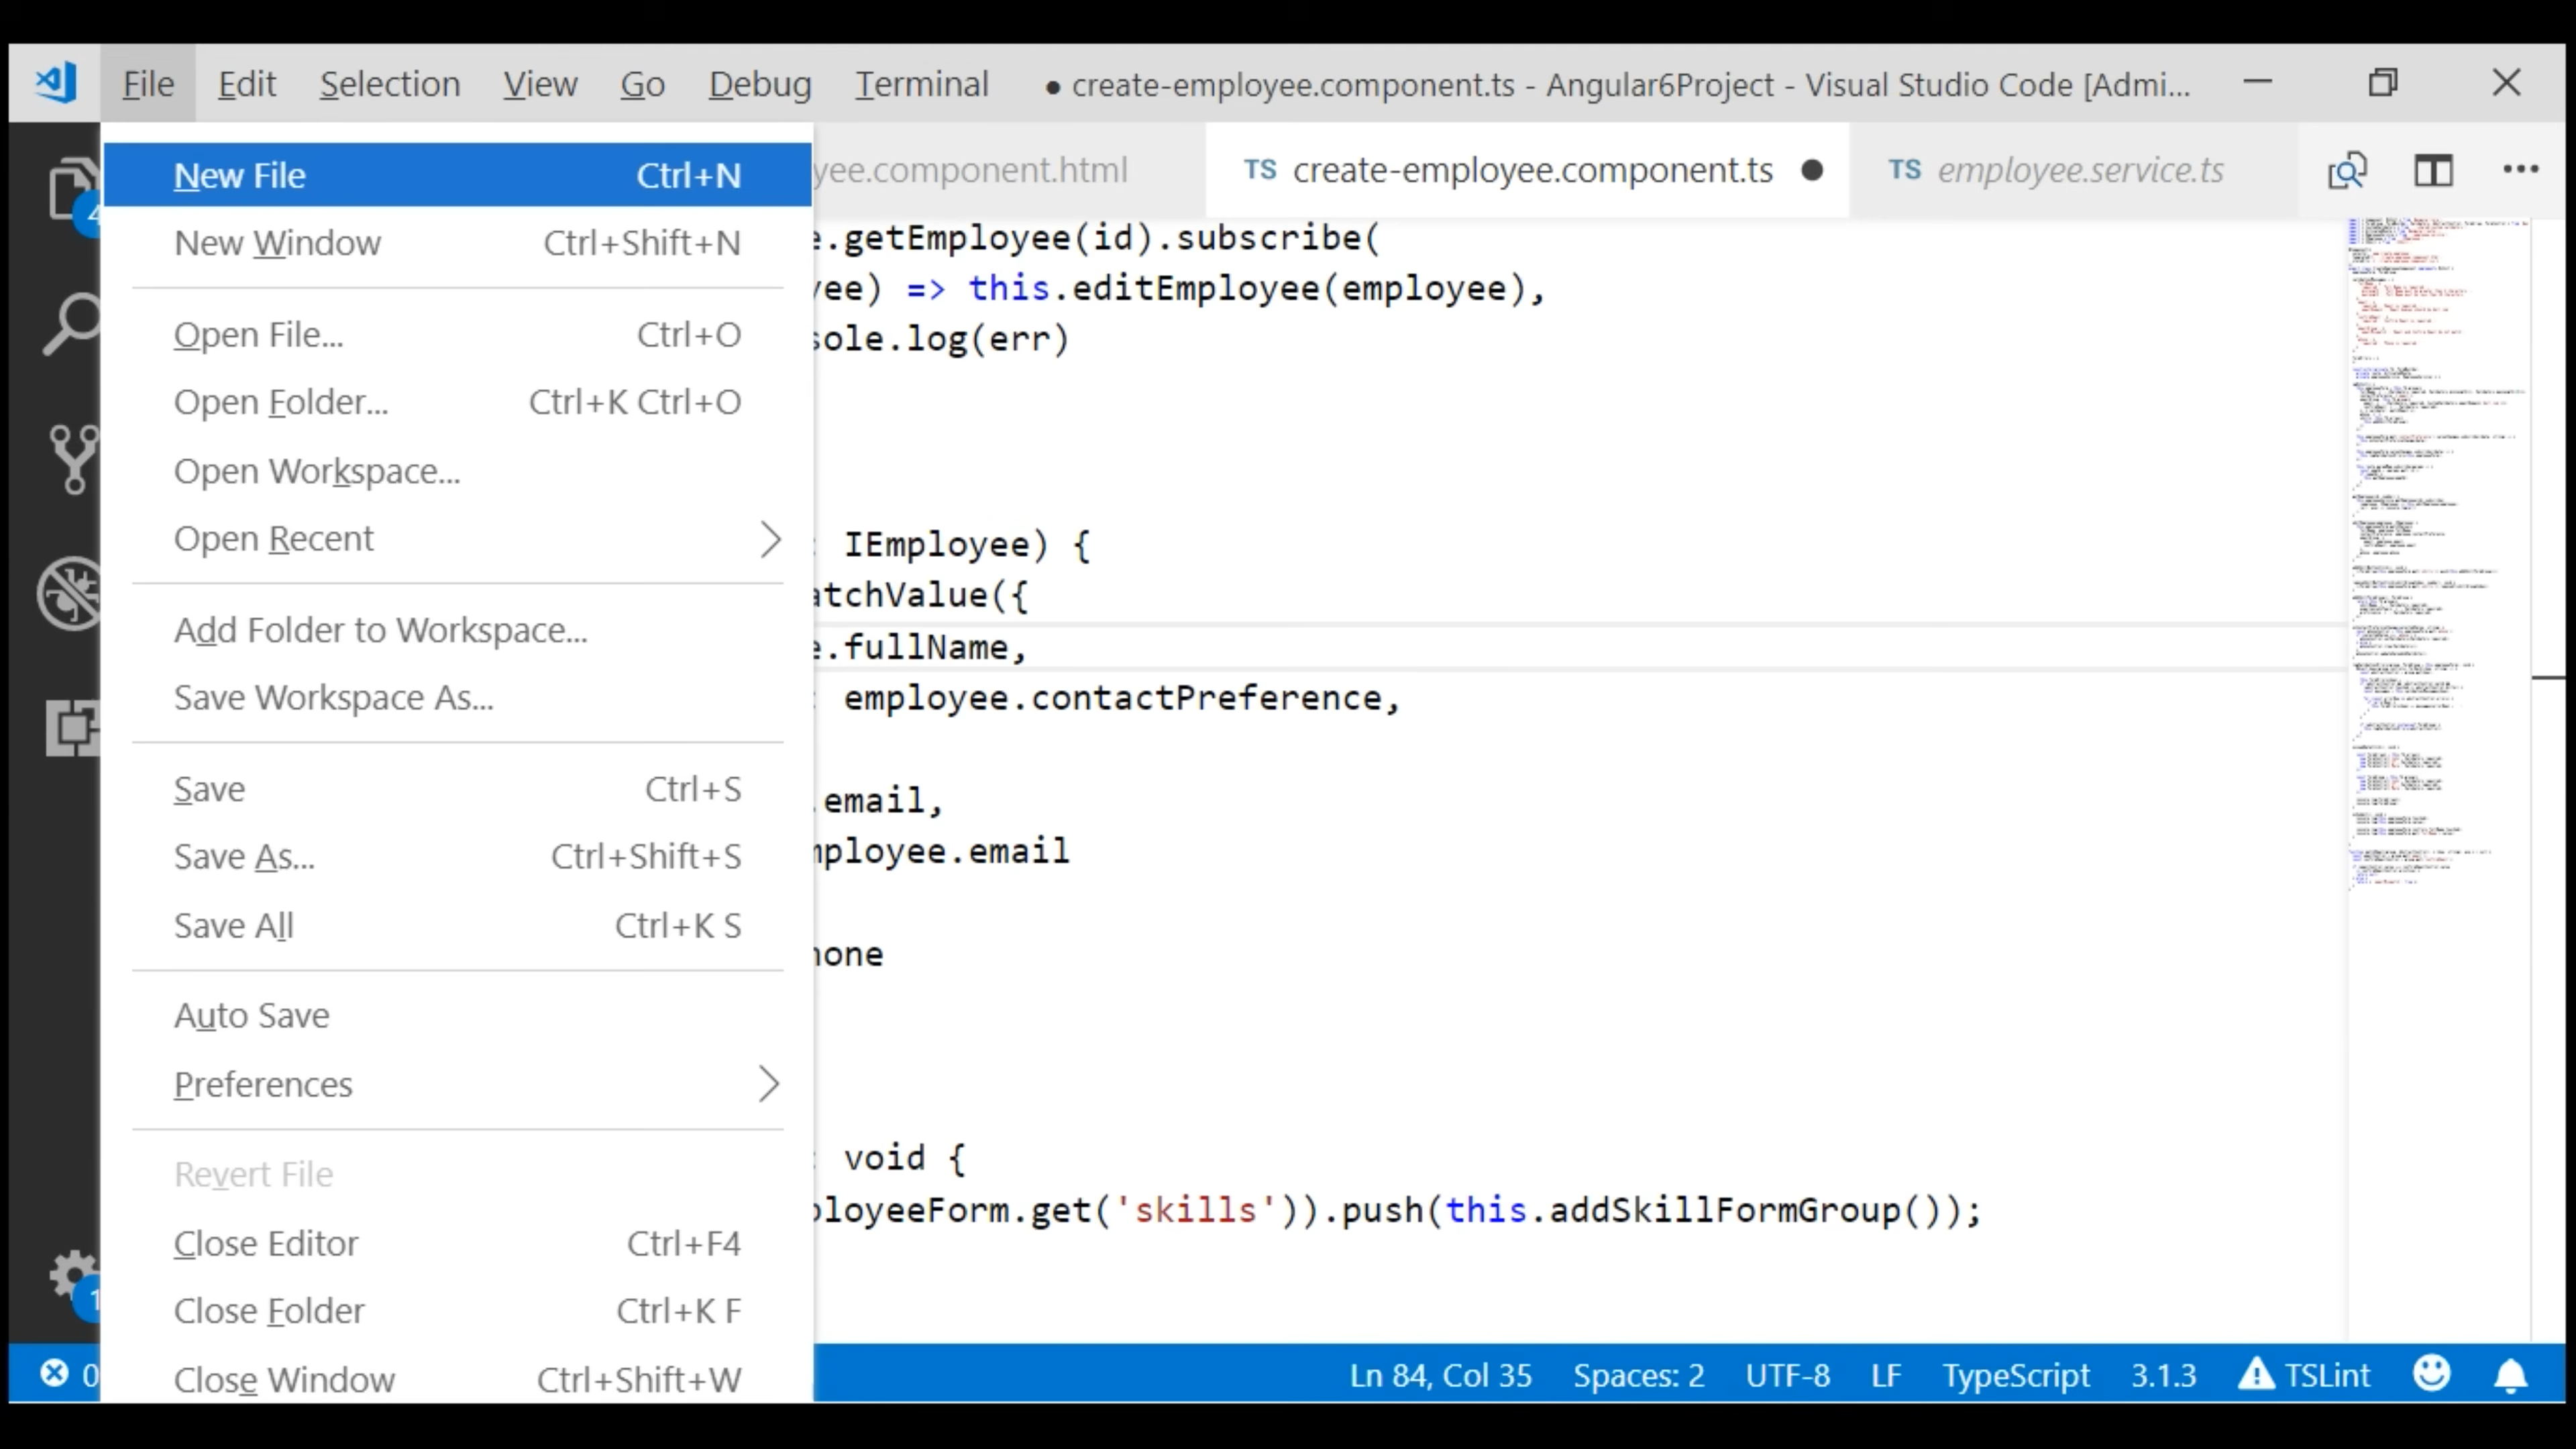 File Edit Selection View Go Debug Terminal ● create-employee.component.ts - Angular6Project - Visual Studio Code [Admi...
yee.component.html TS create-employee.component.ts ● TS employee.service.ts
New File Ctrl+N
New Window Ctrl+Shift+N
Open File... Ctrl+O
Open Folder... Ctrl+K Ctrl+O
Open Workspace...
Open Recent
Add Folder to Workspace...
Save Workspace As...
Save Ctrl+S
Save As... Ctrl+Shift+S
Save All Ctrl+K S
Auto Save
Preferences
Revert File
Close Editor Ctrl+F4
Close Folder Ctrl+K F
Close Window Ctrl+Shift+W
e.getEmployee(id).subscribe(
yee) => this.editEmployee(employee),
sole.log(err)
: IEmployee) {
atchValue({
e.fullName,
: employee.contactPreference,
.email,
mployee.email
hone
: void {
ployeeForm.get('skills')).push(this.addSkillFormGroup());
4
1
0 Ln 84, Col 35 Spaces: 2 UTF-8 LF TypeScript 3.1.3 TSLint